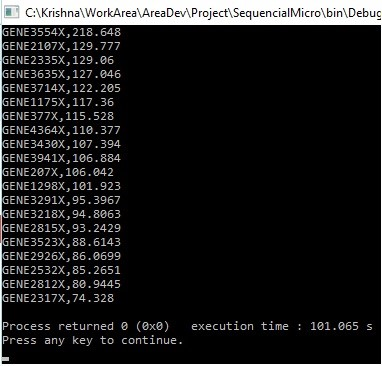 C:\Krishna\WorkArea\AreaDev\Project\SequencialMicro\bin\Debug
GENE3554X,218.648
GENE2107X,129.777
GENE2335X,129.06
GENE3635X,127.046
GENE3714X,122.205
GENE1175X,117.36
GENE377X,115.528
GENE4364X,110.377
GENE3430X,107.394
GENE3941X,106.884
GENE207X,106.042
GENE1298X,101.923
GENE3291X,95.3967
GENE3218X,94.8063
GENE2815X,93.2429
GENE3523X,88.6143
GENE2926X,86.0699
GENE2532X,85.2651
GENE2812X,80.9445
GENE2317X,74.328
Process returned 0 (0x0)   execution time : 101.065 s
Press any key to continue.